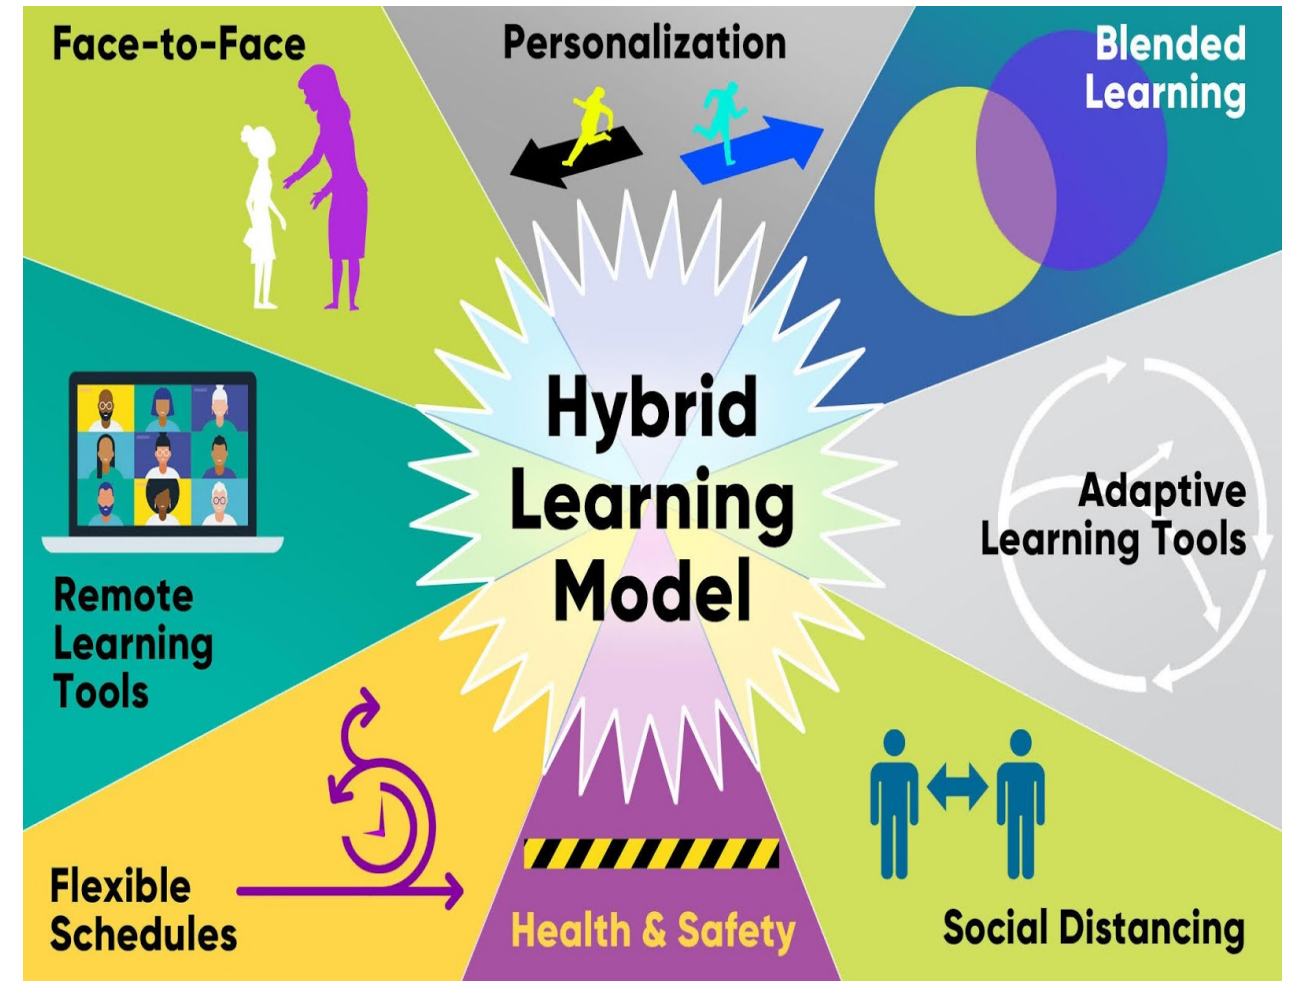 Face-to-Face
Personalization
Blended
Learning
Hybrid
Learning
Model
Adaptive
Learning Tools
Remote
Learning
Tools
Flexible
Schedules
Health & Safety
Social Distancing